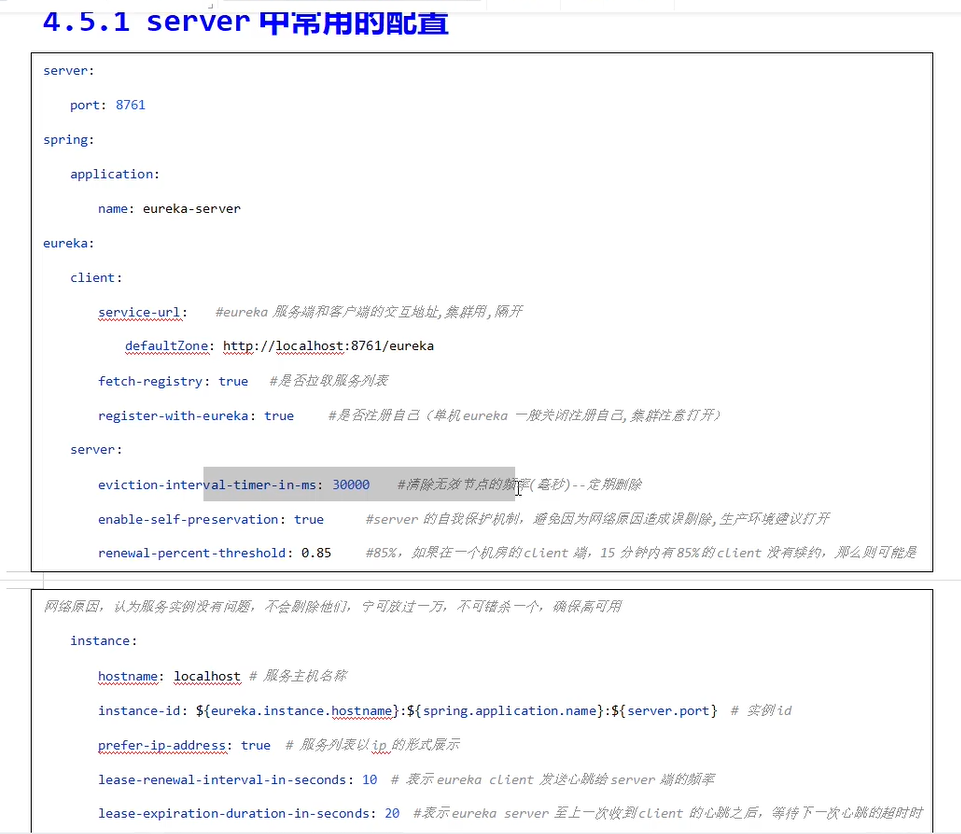 4.5.1 server 中常用的配置
server:
port: 8761
spring:
application:
name: eureka-server
eureka:
client:
service-url: #eureka 服务端和客户端的交互地址,集群用,隔开
defaultZone: http://localhost:8761/eureka
fetch-registry: true #是否拉取服务列表
register-with-eureka: true #是否注册自己（单机eureka 一般关闭注册自己,集群注意打开）
server:
eviction-interval-timer-in-ms: 30000 #清除无效节点的频率(毫秒)--定期删除
enable-self-preservation: true #server 的自我保护机制，避免因为网络原因造成误剔除,生产环境建议打开
renewal-percent-threshold: 0.85 #85%，如果在一个机房的client 端，15 分钟内有85%的client 没有续约，那么则可能是
网络原因，认为服务实例没有问题，不会剔除他们，宁可放过一万，不可错杀一个，确保高可用
instance:
hostname: localhost # 服务主机名称
instance-id: ${eureka.instance.hostname}:${spring.application.name}:${server.port} # 实例id
prefer-ip-address: true # 服务列表以ip 的形式展示
lease-renewal-interval-in-seconds: 10 # 表示eureka client 发送心跳给server 端的频率
lease-expiration-duration-in-seconds: 20 #表示eureka server 至上一次收到client 的心跳之后，等待下一次心跳的超时时